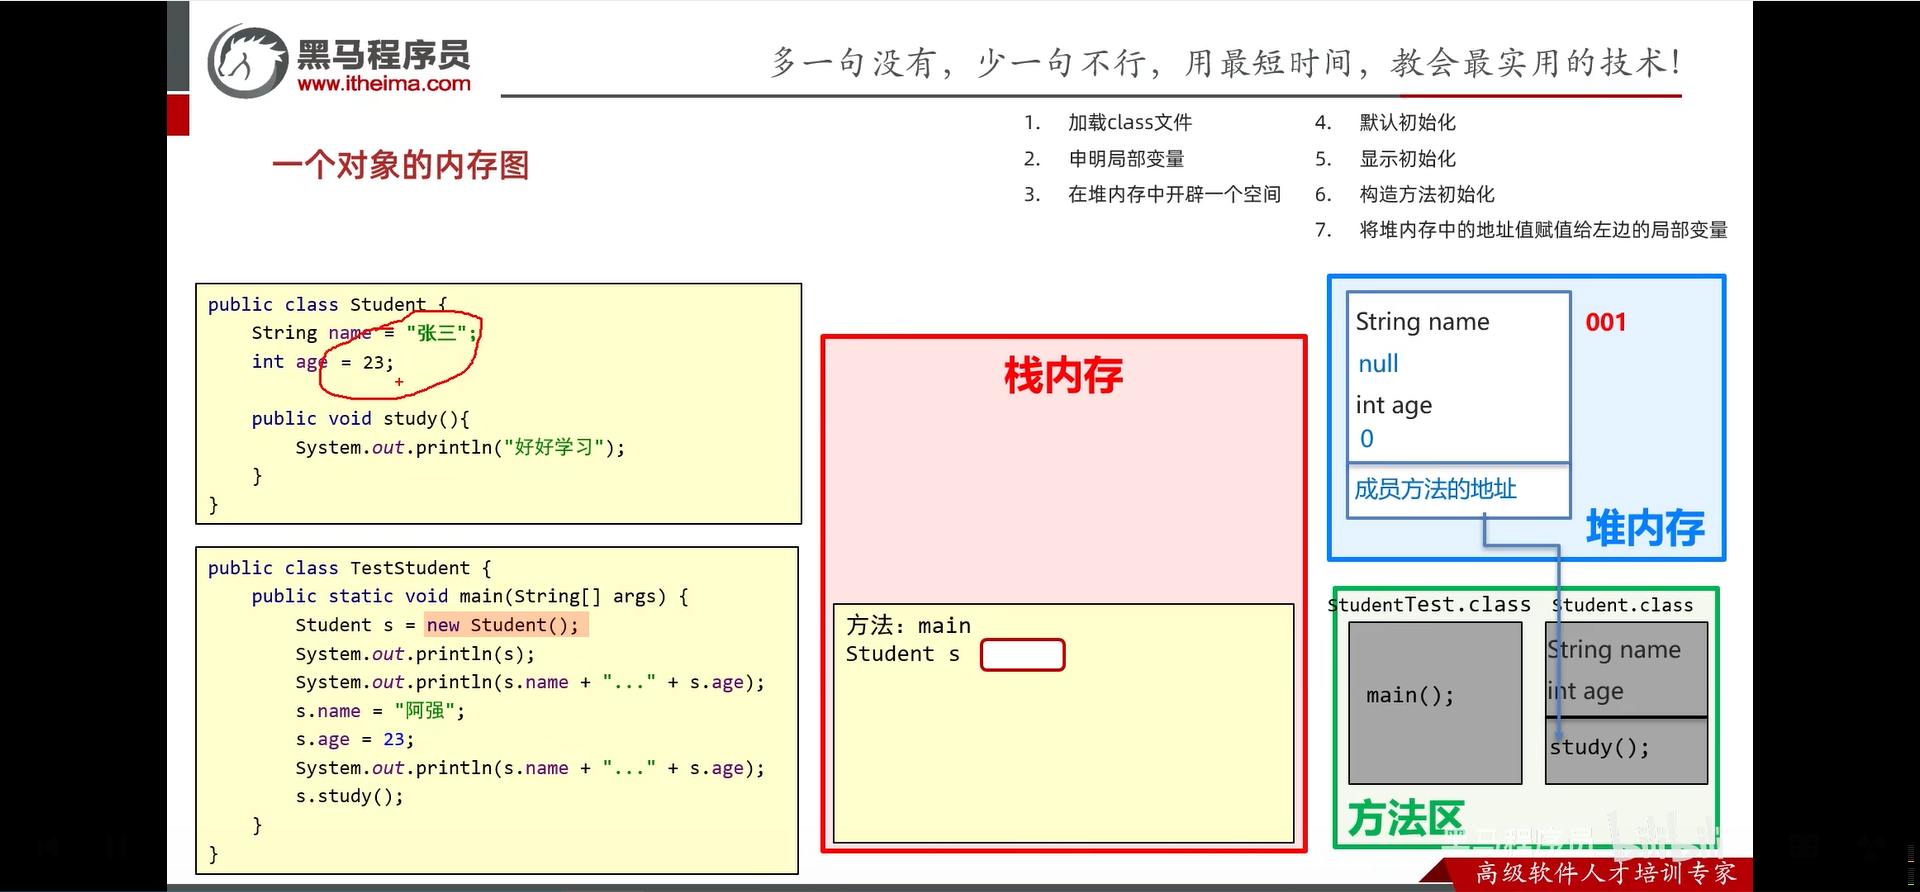 黑马程序员
www.itheima.com
多一句没有，少一句不行，用最短时间，教会最实用的技术！
一个对象的内存图
1. 加载class文件
2. 申明局部变量
3. 在堆内存中开辟一个空间
4. 默认初始化
5. 显示初始化
6. 构造方法初始化
7. 将堆内存中的地址值赋值给左边的局部变量
public class Student {
    String name = "张三";
    int age = 23;
    public void study(){
        System.out.println("好好学习");
    }
}
public class TestStudent {
    public static void main(String[] args) {
        Student s = new Student();
        System.out.println(s);
        System.out.println(s.name + "..." + s.age);
        s.name = "阿强";
        s.age = 23;
        System.out.println(s.name + "..." + s.age);
        s.study();
    }
}
栈内存
方法：main
Student s
String name
001
null
int age
0
成员方法的地址
堆内存
StudentTest.class
Student.class
main();
String name
int age
study();
方法区
黑马程序员
bilibili
高级软件人才培训专家